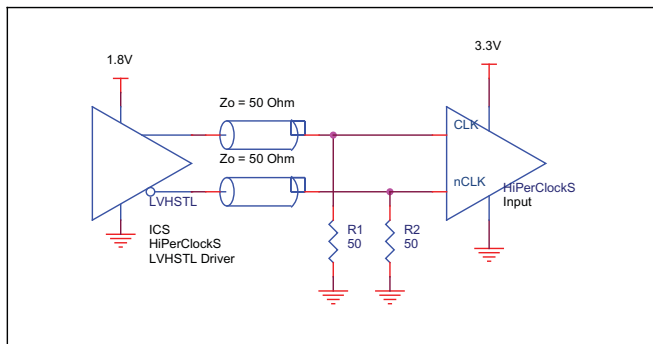 1.8V
3.3V
Zo = 50 Ohm
CLK
Zo = 50 Ohm
nCLK
HiPerClockS
Input
LVHSTL
ICS
HiPerClockS
LVHSTL Driver
R1
50
R2
50